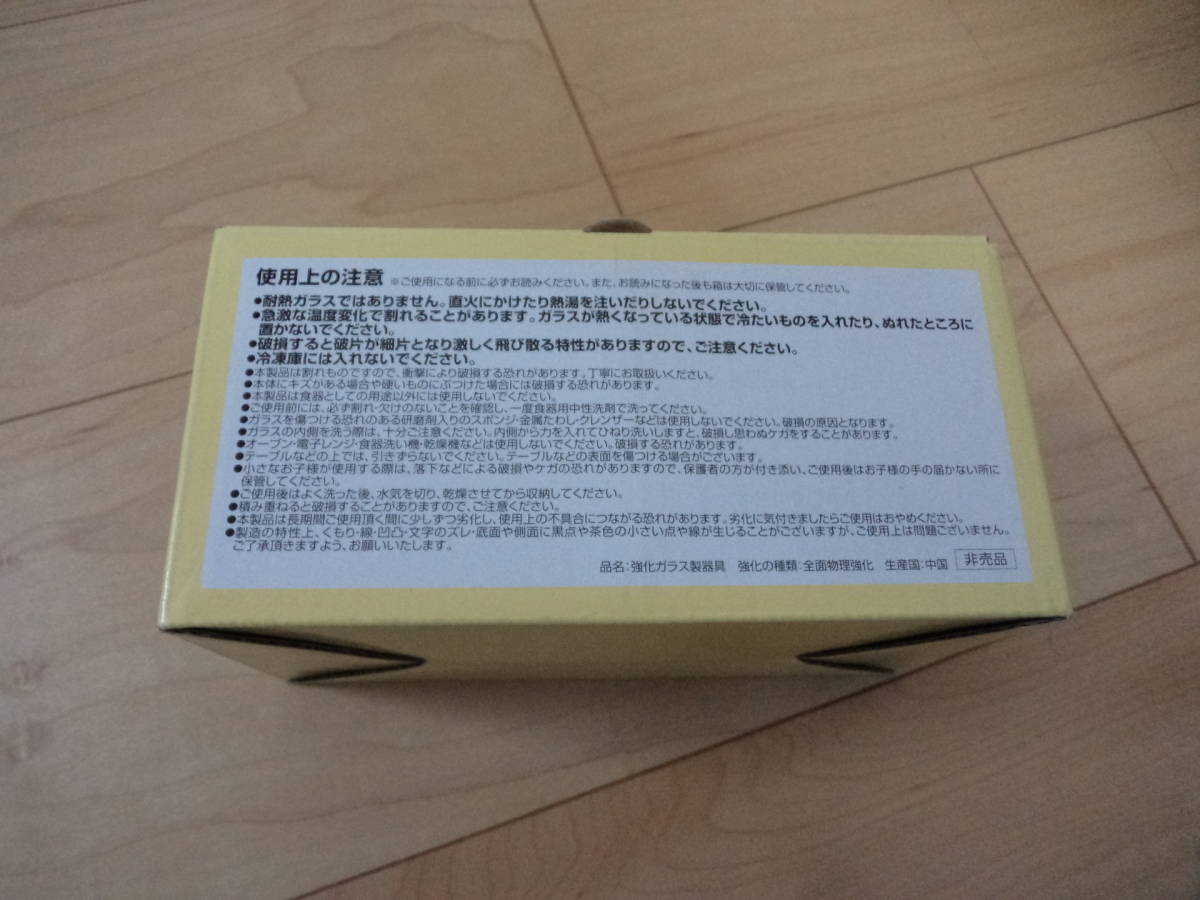 使用上の注意 ※ご使用になる前に必ずお読みください。また、お読みになった後も箱は大切に保管してください。
●耐熱ガラスではありません。直火にかけたり熱湯を注いだりしないでください。
●急激な温度変化で割れることがあります。ガラスが熱くなっている状態で冷たいものを入れたり、ぬれたところに
置かないでください。
●破損すると破片が細片となり激しく飛び散る特性がありますので、ご注意ください。
●冷凍庫には入れないでください。
●本製品は割れものですので、衝撃により破損する恐れがあります。丁寧にお取扱いください。
●本体にキズがある場合や硬いものにぶつけた場合には破損する恐れがあります。
●本製品は食器としての用途以外には使用しないでください。
●ご使用前には、必ず割れ・欠けのないことを確認し、一度食器用中性洗剤で洗ってください。
●ガラスを傷つける恐れのある研磨剤入りのスポンジ・金属たわし・クレンザーなどは使用しないでください。破損の原因となります。
●ガラスの内側を洗う際は、十分ご注意ください。内側から力を入れてひねり洗いしますと、破損し思わぬケガをすることがあります。
●オーブン・電子レンジ・食器洗い機・乾燥機などは使用しないでください。破損する恐れがあります。
●テーブルなどの上では、引きずらないでください。テーブルなどの表面を傷つける場合がございます。
●小さなお子様が使用する際は、落下などによる破損やケガの恐れがありますので、保護者の方が付き添い、ご使用後はお子様の手の届かない所に
保管してください。
●ご使用後はよく洗った後、水気を切り、乾燥させてから収納してください。
●積み重ねると破損することがありますので、ご注意ください。
●本製品は長期間ご使用頂く間に少しずつ劣化し、使用上の不具合につながる恐れがあります。劣化に気付きましたらご使用はおやめください。
●製造の特性上、くもり・線・凹凸・文字のズレ・底面や側面に黒点や茶色の小さい点や線が生じることがございますが、ご使用上は問題ございません。
ご了承頂きますよう、お願いいたします。
品名：強化ガラス製器具 強化の種類：全面物理強化 生産国：中国 非売品